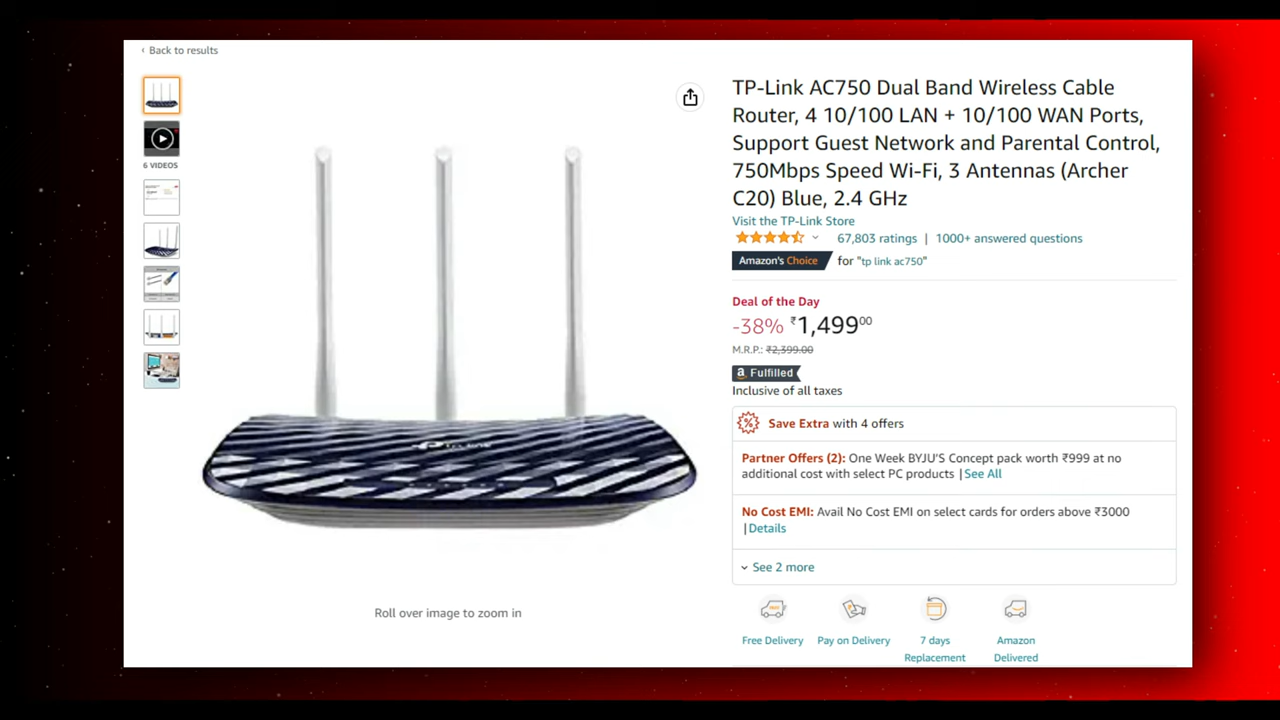 ‹ Back to results
6 VIDEOS
TP-Link AC750 Dual Band Wireless Cable
Router, 4 10/100 LAN + 10/100 WAN Ports,
Support Guest Network and Parental Control,
750Mbps Speed Wi-Fi, 3 Antennas (Archer
C20) Blue, 2.4 GHz
Visit the TP-Link Store
67,803 ratings | 1000+ answered questions
Amazon's Choice for "tp link ac750"
Deal of the Day
-38% ₹1,49900
M.R.P.: ₹2,399.00
a Fulfilled
Inclusive of all taxes
Save Extra with 4 offers
Partner Offers (2): One Week BYJU'S Concept pack worth ₹999 at no
additional cost with select PC products | See All
No Cost EMI: Avail No Cost EMI on select cards for orders above ₹3000
| Details
See 2 more
Free Delivery
Pay on Delivery
7 days
Replacement
Amazon
Delivered
tp-link
Roll over image to zoom in